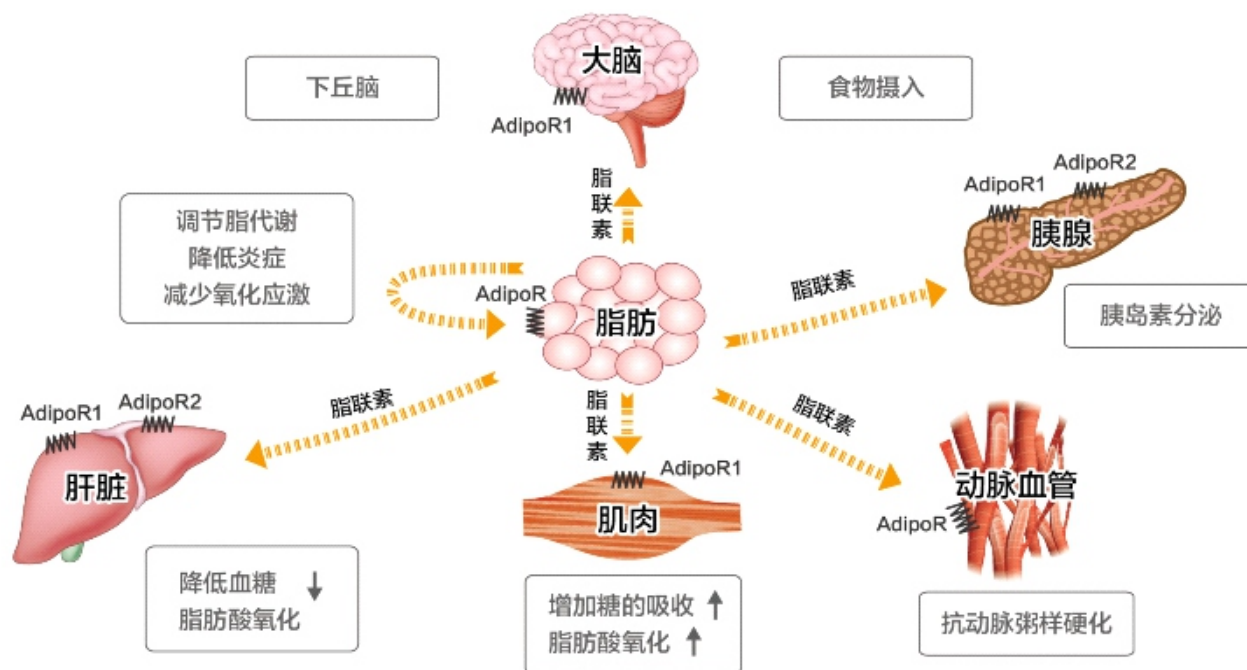 大脑
下丘脑
食物摄入
AdipoR1
AdipoR2
AdipoR1
胰腺
脂联素
调节脂代谢
降低炎症
减少氧化应激
AdipoR
脂肪
脂联素
胰岛素分泌
AdipoR2
AdipoR1
脂联素
脂联素
脂联素
肝脏
AdipoR1
肌肉
动脉血管
AdipoR
降低血糖 ↓
脂肪酸氧化
增加糖的吸收 ↑
脂肪酸氧化 ↑
抗动脉粥样硬化